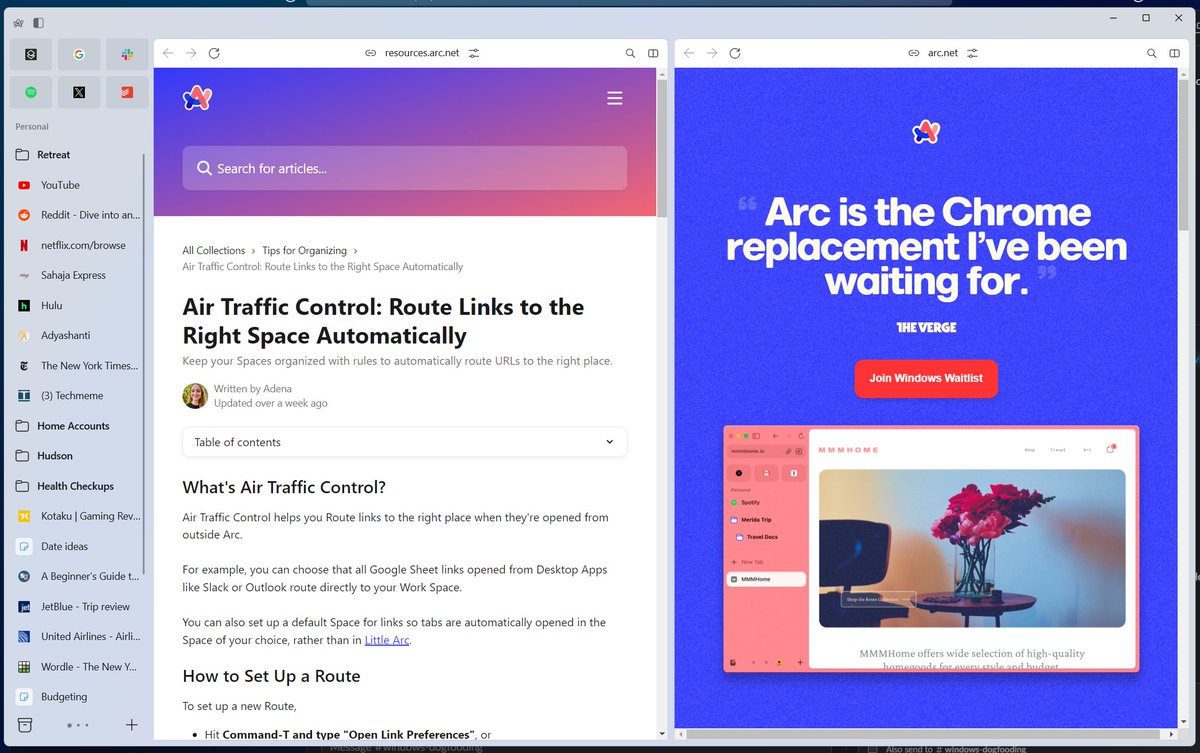 Personal
Retreat
YouTube
Reddit - Dive into an...
netflix.com/browse
Sahaja Express
Hulu
Adyashanti
The New York Times...
(3) Techmeme
Home Accounts
Hudson
Health Checkups
Kotaku | Gaming Rev...
Date ideas
A Beginner's Guide t...
JetBlue - Trip review
United Airlines - Airli...
Wordle - The New Y...
Budgeting
resources.arc.net
Search for articles...
All Collections > Tips for Organizing >
Air Traffic Control: Route Links to the Right Space Automatically
Air Traffic Control: Route Links to the
Right Space Automatically
Keep your Spaces organized with rules to automatically route URLs to the right place.
Written by Adena
Updated over a week ago
Table of contents
What's Air Traffic Control?
Air Traffic Control helps you Route links to the right place when they're opened from
outside Arc.
For example, you can choose that all Google Sheet links opened from Desktop Apps
like Slack or Outlook route directly to your Work Space.
You can also set up a default Space for links so tabs are automatically opened in the
Space of your choice, rather than in Little Arc.
How to Set Up a Route
To set up a new Route,
• Hit Command-T and type "Open Link Preferences", or
arc.net
“ Arc is the Chrome
replacement I've been
waiting for. ”
THE VERGE
Join Windows Waitlist
mmmhome.io
Personal
Spotify
Merida Trip
Travel Docs
New Tab
MMMHome
MMMHOME
Shop Travel Art
Shop the Roses Collection
MMMHome offers wide selection of high-quality
homegoods for every style and budget
Message #windows-dogfooding
Also send to # windows-dogfooding